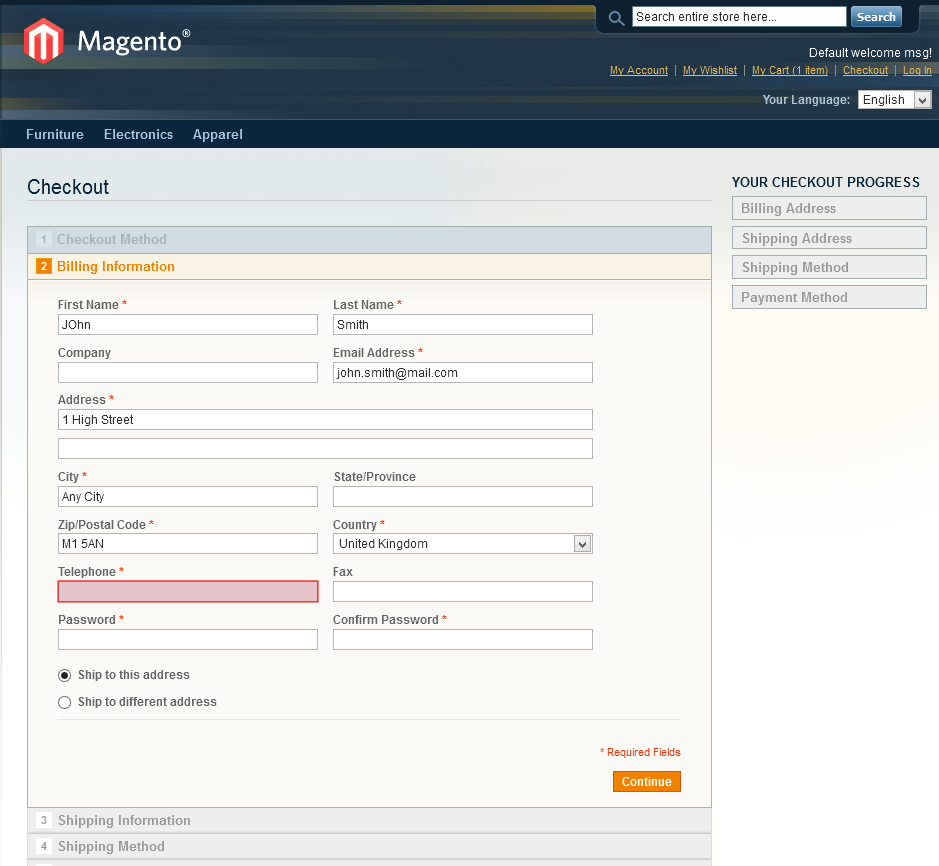 Search entire store here...
Search
Magento®
Default welcome msg!
My Account | My Wishlist | My Cart (1 item) | Checkout | Log In
Your Language: English
Furniture Electronics Apparel
Checkout
1 Checkout Method
2 Billing Information
First Name * Last Name *
JOhn Smith
Company Email Address *
john.smith@mail.com
Address *
1 High Street
City * State/Province
Any City
Zip/Postal Code * Country *
M1 5AN United Kingdom
Telephone * Fax
Password * Confirm Password *
Ship to this address
Ship to different address
* Required Fields
Continue
3 Shipping Information
4 Shipping Method
YOUR CHECKOUT PROGRESS
Billing Address
Shipping Address
Shipping Method
Payment Method